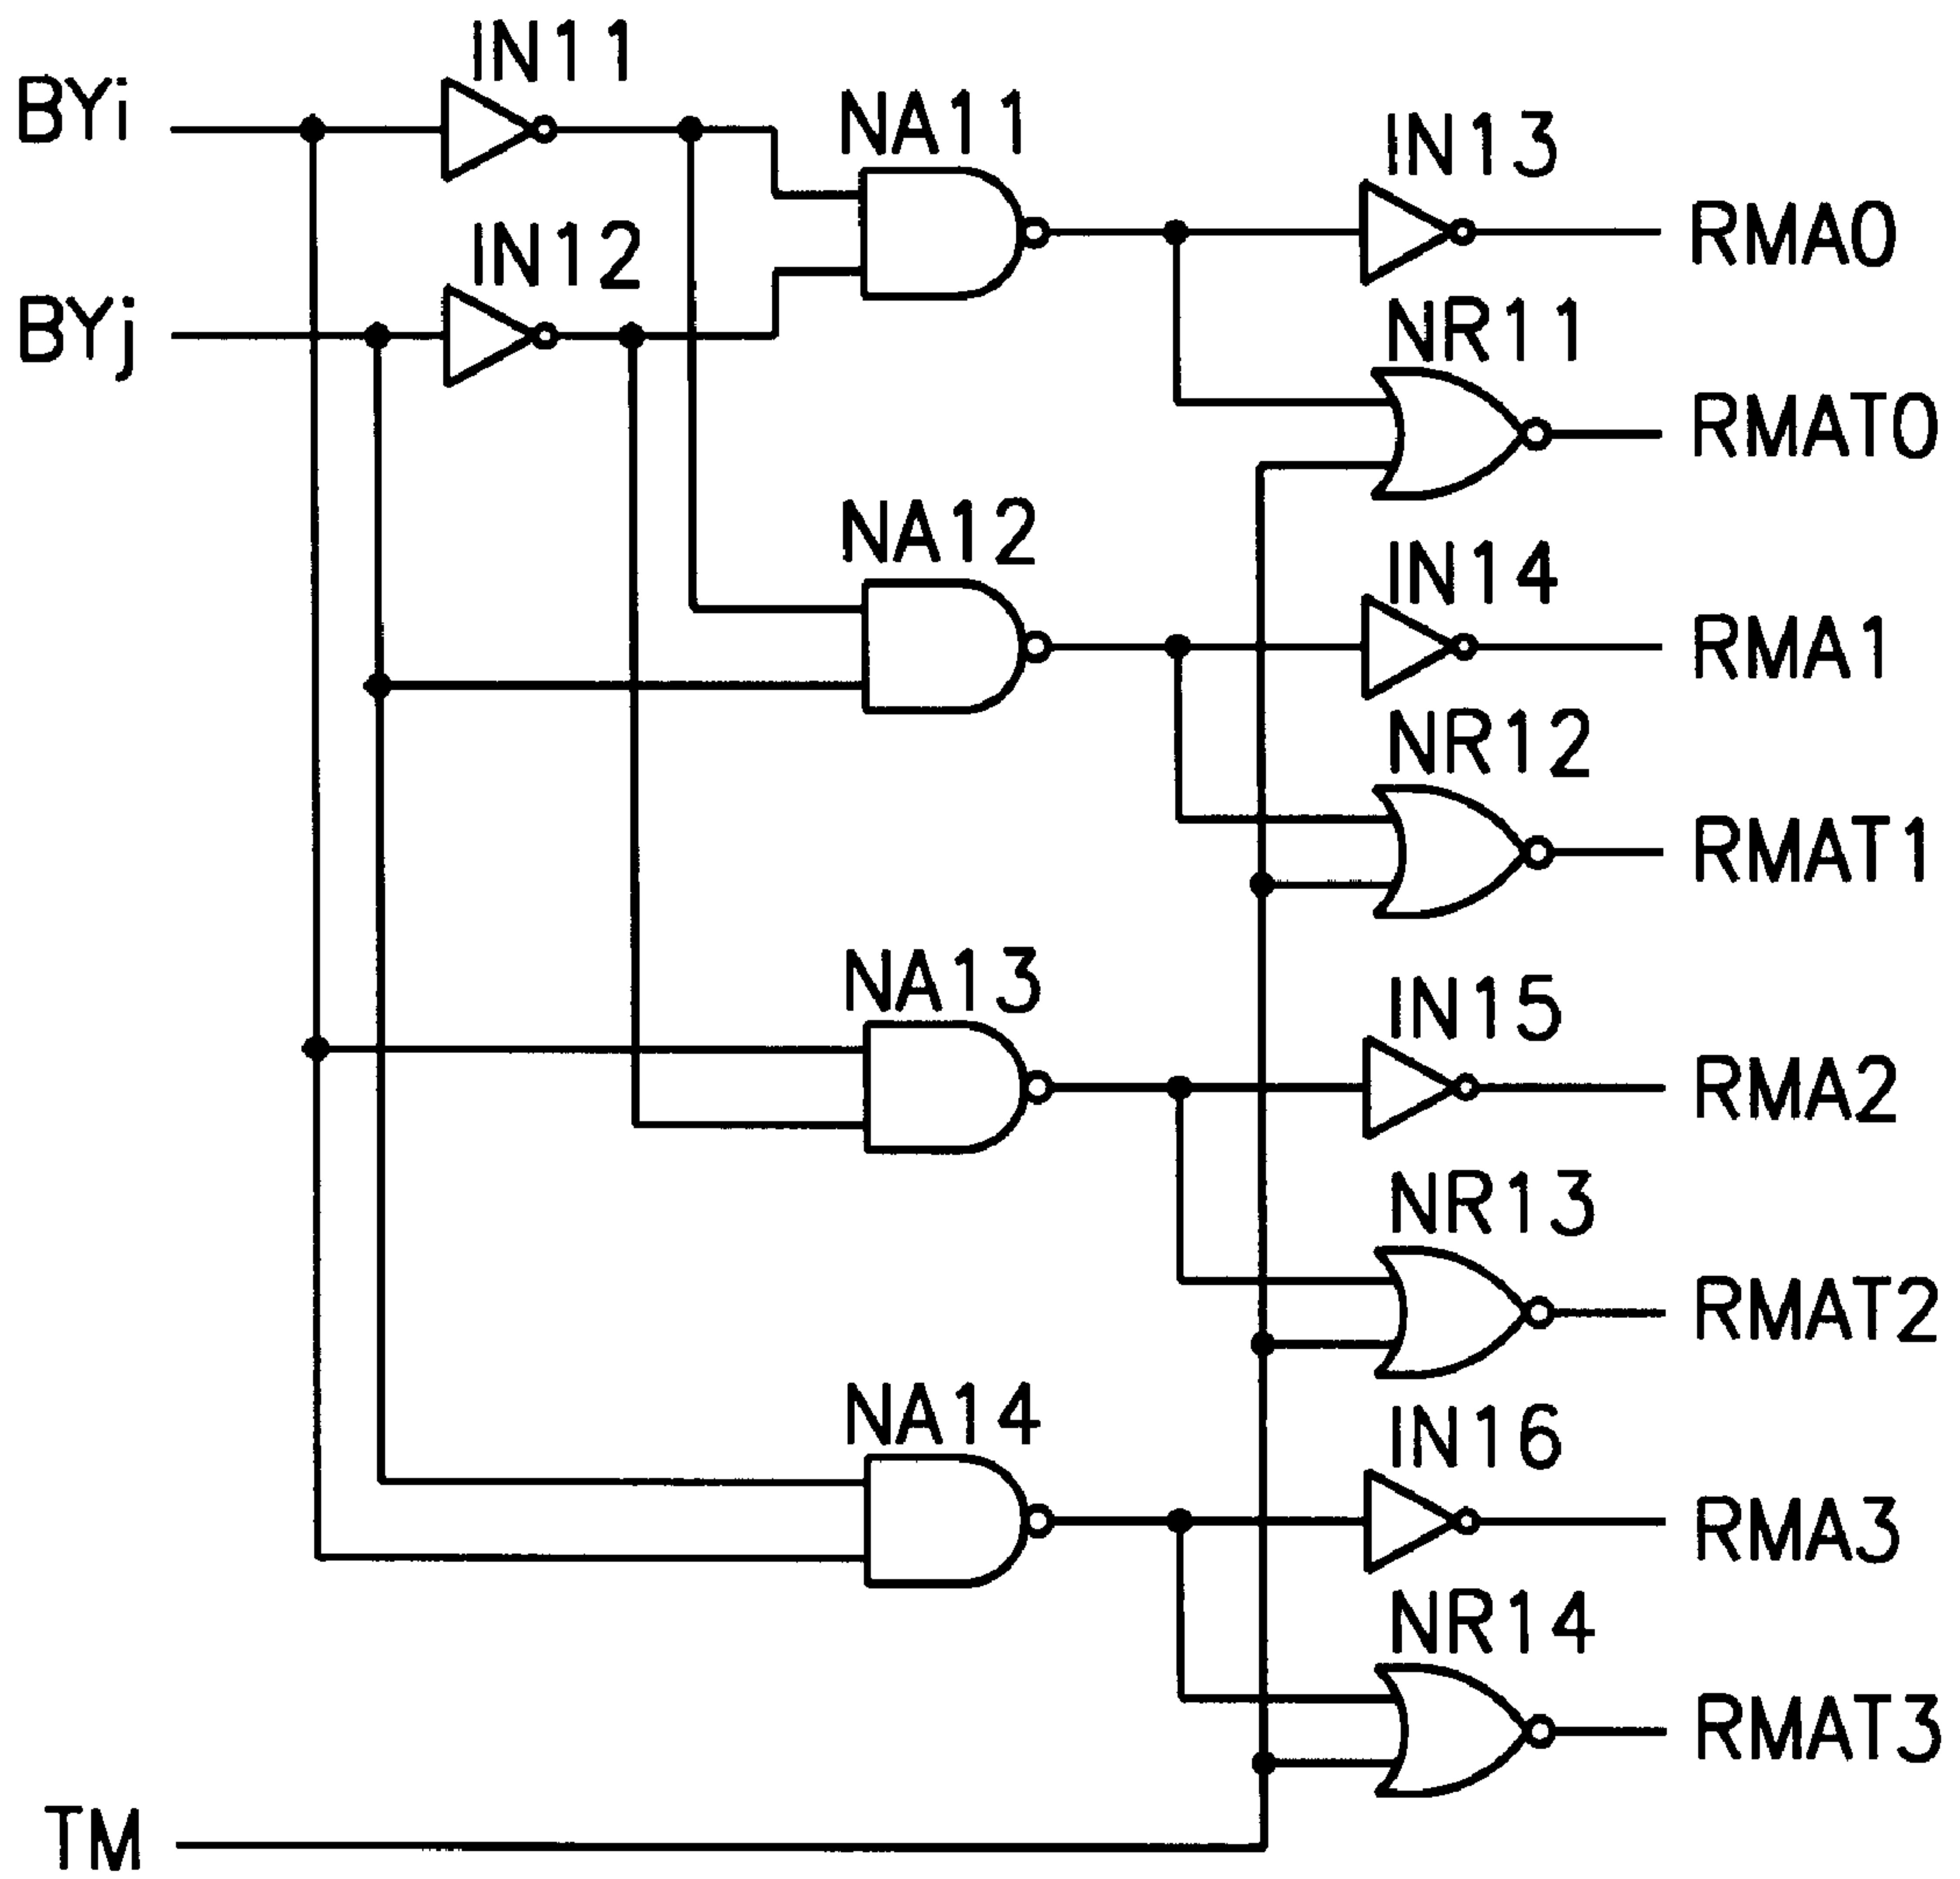 IN11
BYi
NA11
IN13
RMA0
IN12
BYj
NR11
RMAT0
NA12
IN14
RMA1
NR12
RMAT1
NA13
IN15
RMA2
NR13
RMAT2
NA14
IN16
RMA3
NR14
RMAT3
TM